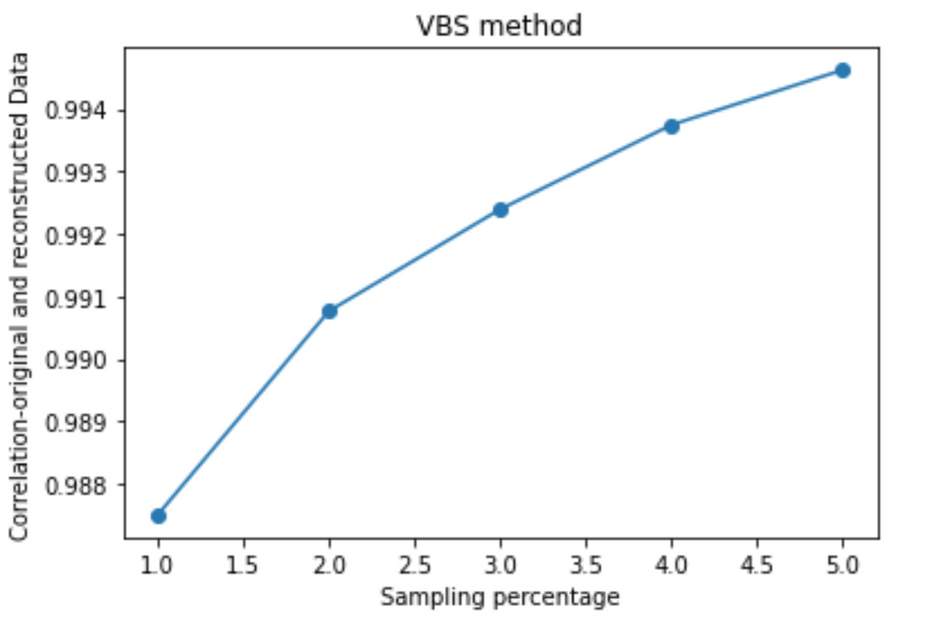 VBS method
Correlation-original and reconstructed Data
0.994
0.993
0.992
0.991
0.990
0.989
0.988
1.0 1.5 2.0 2.5 3.0 3.5 4.0 4.5 5.0
Sampling percentage